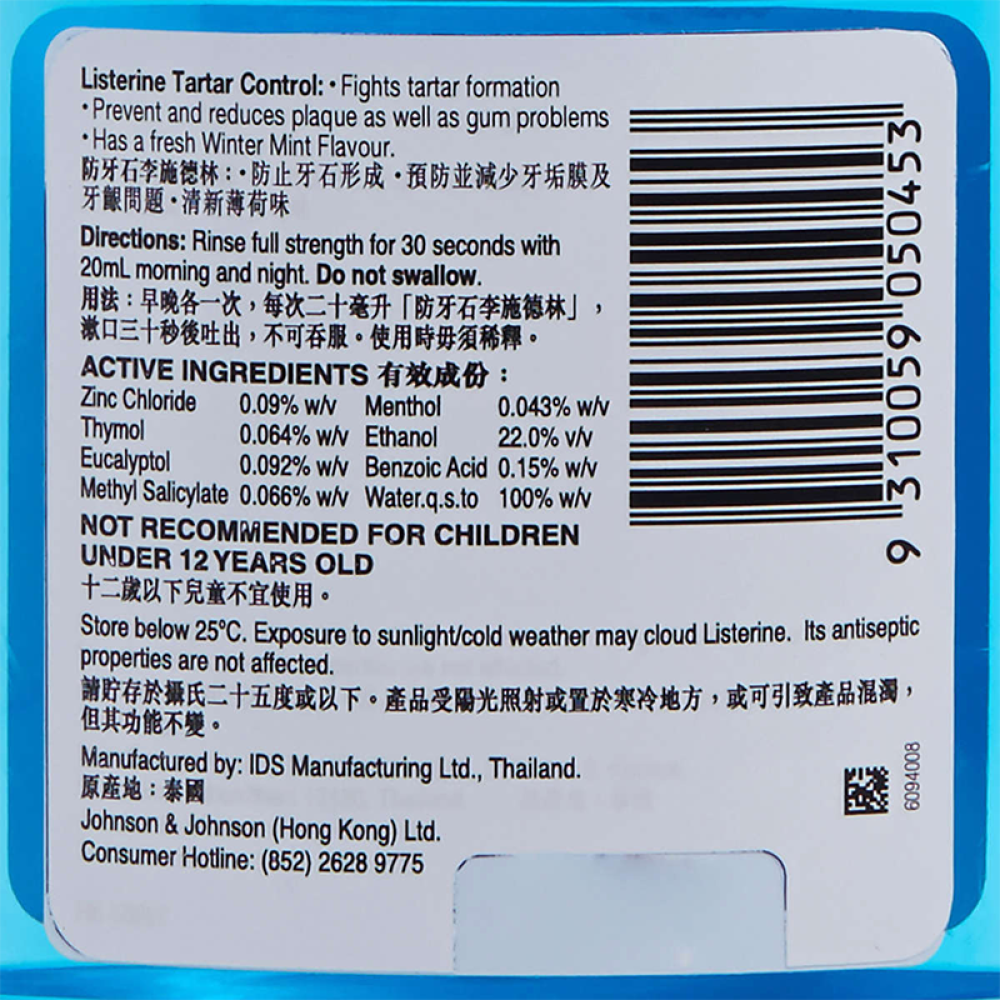 Listerine Tartar Control: • Fights tartar formation
• Prevent and reduces plaque as well as gum problems
• Has a fresh Winter Mint Flavour.
防牙石李施德林：• 防止牙石形成 • 預防並減少牙垢膜及
牙齦問題 • 清新薄荷味
Directions: Rinse full strength for 30 seconds with
20mL morning and night. Do not swallow.
用法：早晚各一次，每次二十毫升「防牙石李施德林」，
漱口三十秒後吐出，不可吞服。使用時毋須稀釋。
ACTIVE INGREDIENTS 有效成份：
Zinc Chloride 0.09% w/v Menthol 0.043% w/v
Thymol 0.064% w/v Ethanol 22.0% v/v
Eucalyptol 0.092% w/v Benzoic Acid 0.15% w/v
Methyl Salicylate 0.066% w/v Water.q.s.to 100% w/v
NOT RECOMMENDED FOR CHILDREN
UNDER 12 YEARS OLD
十二歲以下兒童不宜使用。
Store below 25°C. Exposure to sunlight/cold weather may cloud Listerine. Its antiseptic
properties are not affected.
請貯存於攝氏二十五度或以下。產品受陽光照射或置於寒冷地方，或可引致產品混濁，
但其功能不變。
Manufactured by: IDS Manufacturing Ltd., Thailand.
原產地：泰國
Johnson & Johnson (Hong Kong) Ltd.
Consumer Hotline: (852) 2628 9775
9 310059 050453
6094008